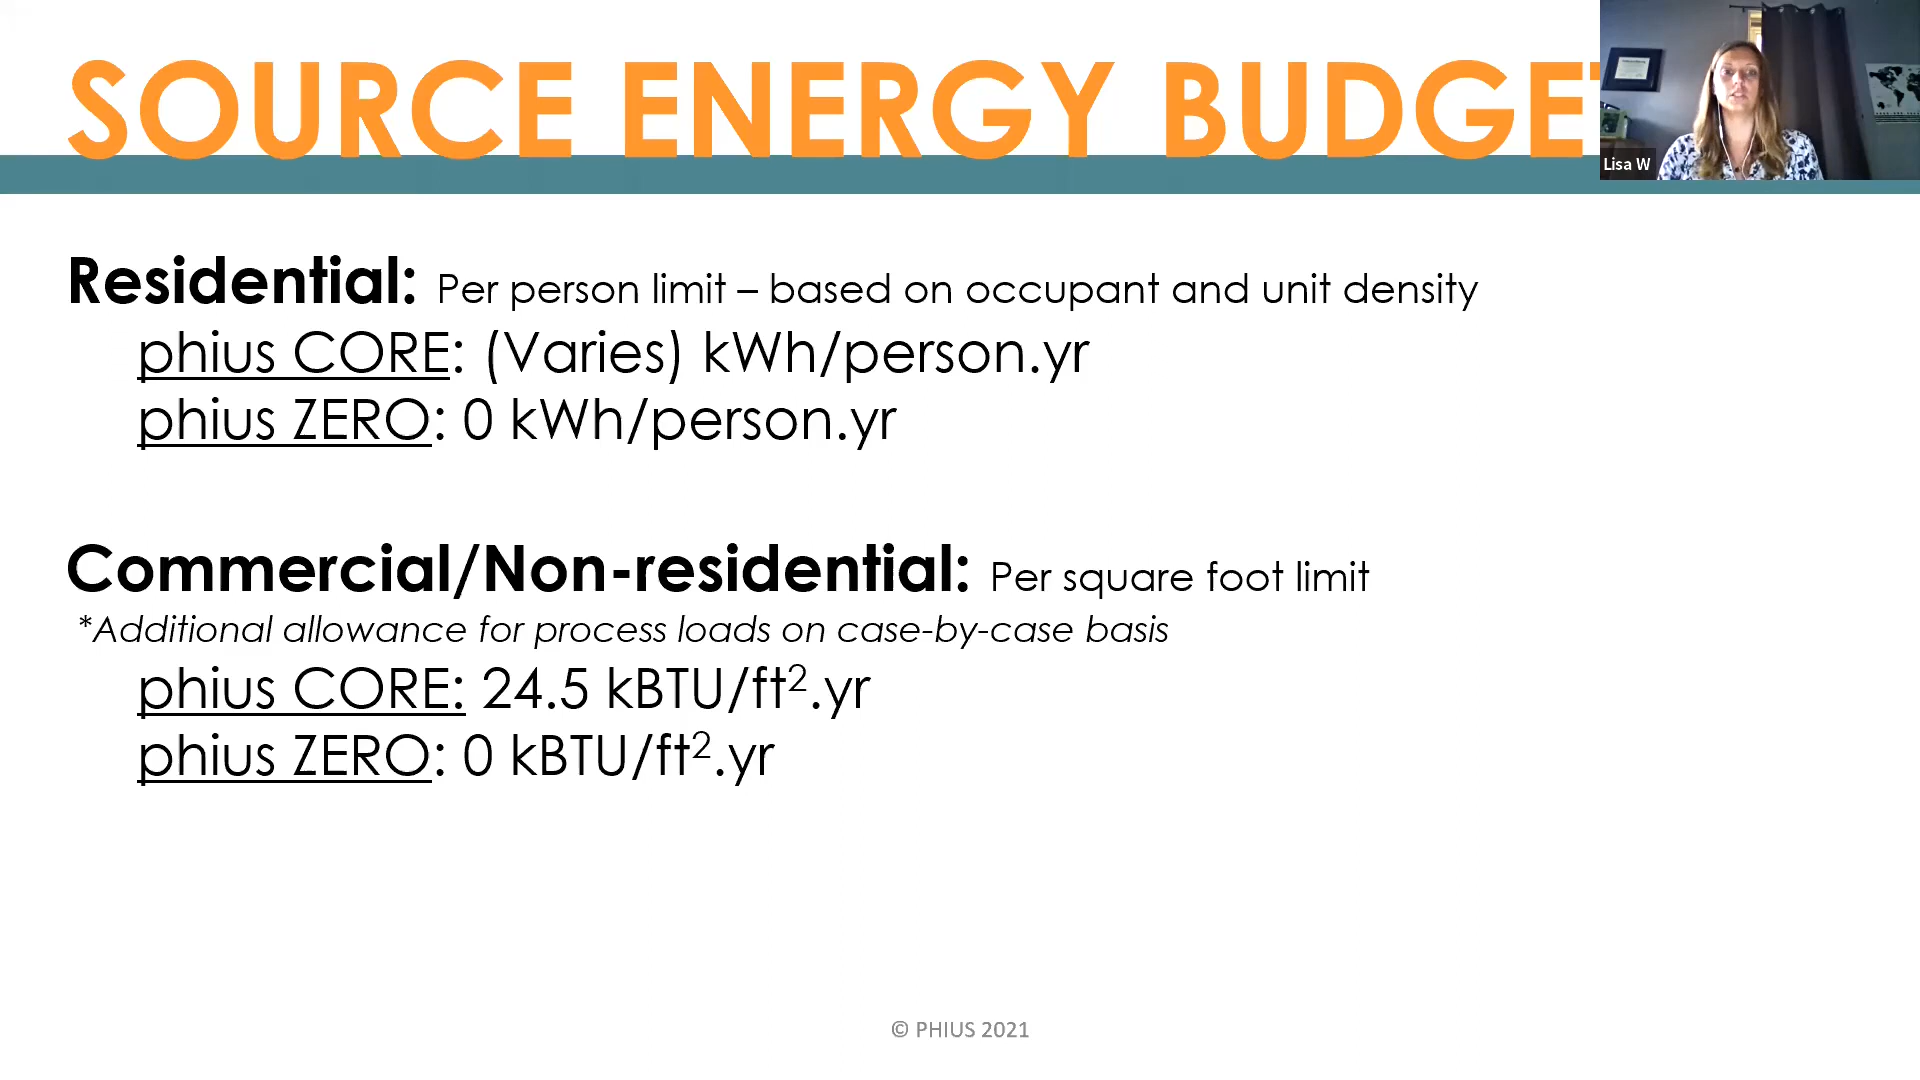 SOURCE ENERGY BUDGET
Lisa W
Residential: Per person limit – based on occupant and unit density
phius CORE: (Varies) kWh/person.yr
phius ZERO: 0 kWh/person.yr
Commercial/Non-residential: Per square foot limit
*Additional allowance for process loads on case-by-case basis
phius CORE: 24.5 kBTU/ft².yr
phius ZERO: 0 kBTU/ft².yr
© PHIUS 2021